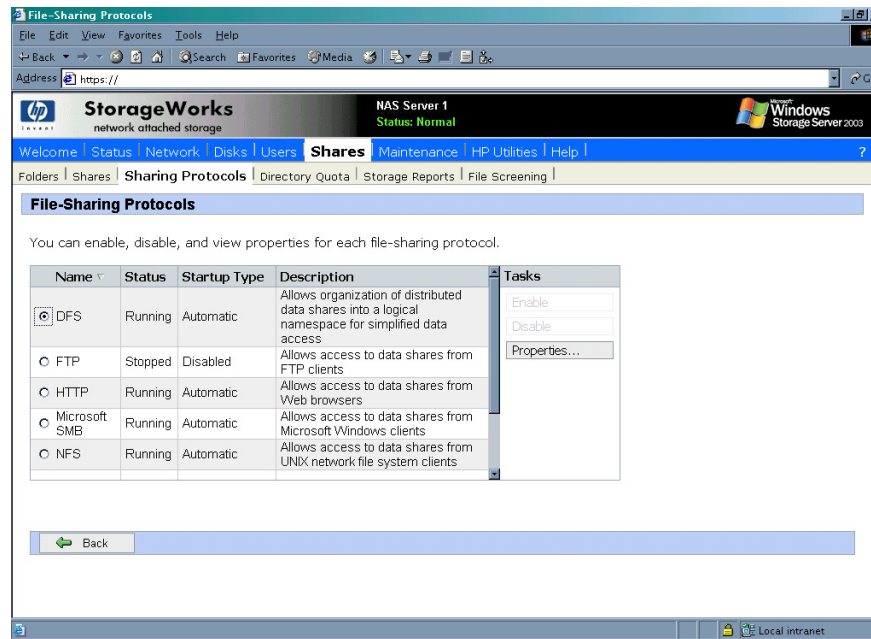 File-Sharing Protocols
File Edit View Favorites Tools Help
Back Search Favorites Media
Address https://
hp
invent
StorageWorks
network attached storage
NAS Server 1
Status: Normal
Microsoft
Windows
Storage Server 2003
Welcome | Status | Network | Disks | Users | Shares | Maintenance | HP Utilities | Help | ?
Folders | Shares | Sharing Protocols | Directory Quota | Storage Reports | File Screening |
File-Sharing Protocols
You can enable, disable, and view properties for each file-sharing protocol.
Name Status Startup Type Description Tasks
DFS Running Automatic Allows organization of distributed
data shares into a logical
namespace for simplified data
access
FTP Stopped Disabled Allows access to data shares from
FTP clients
HTTP Running Automatic Allows access to data shares from
Web browsers
Microsoft
SMB Running Automatic Allows access to data shares from
Microsoft Windows clients
NFS Running Automatic Allows access to data shares from
UNIX network file system clients
Enable
Disable
Properties...
Back
Local intranet